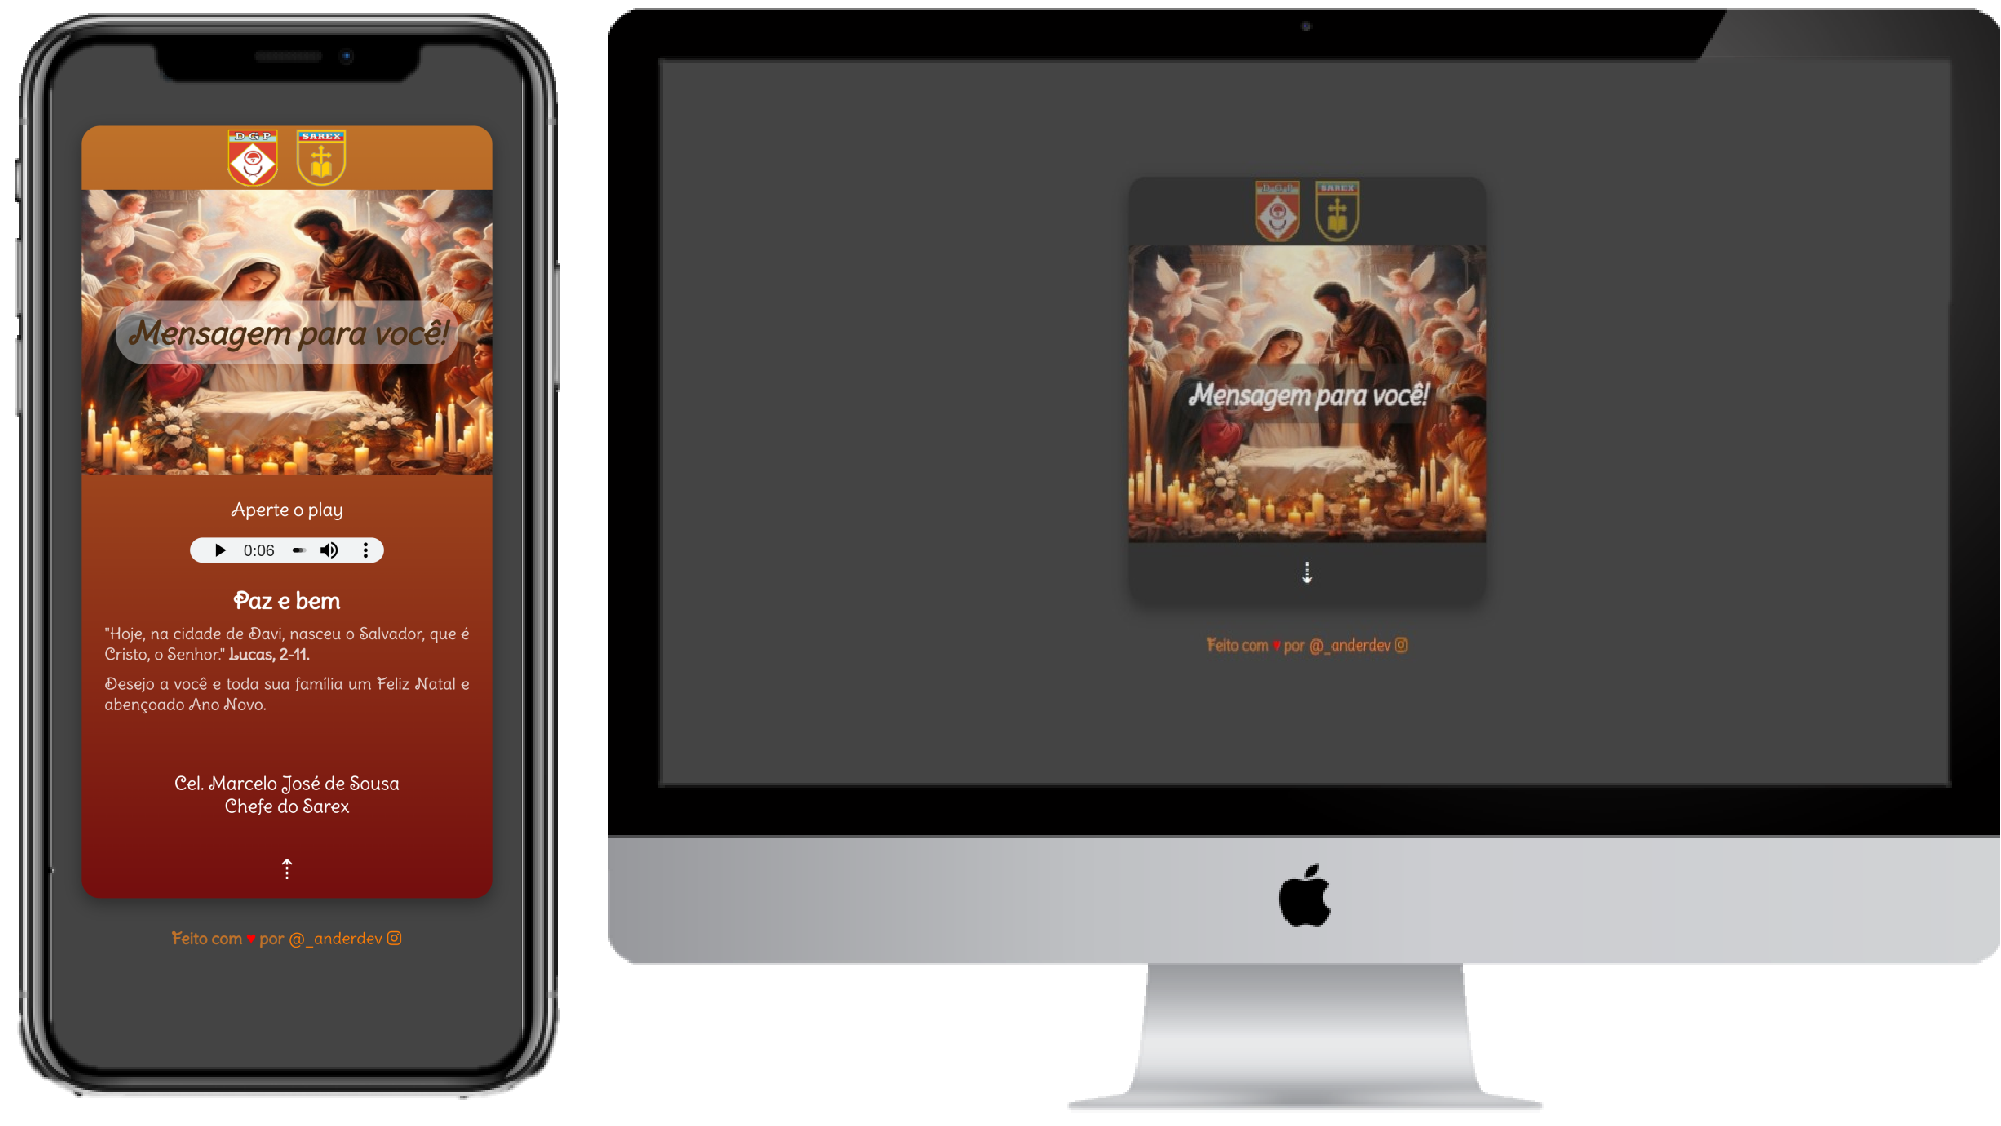 D G P
SAREX
Mensagem para você!
Aperte o play
0:06
Paz e bem
"Hoje, na cidade de Davi, nasceu o Salvador, que é
Cristo, o Senhor." Lucas, 2-11.
Desejo a você e toda sua família um Feliz Natal e
abençoado Ano Novo.
Cel. Marcelo José de Sousa
Chefe do Sarex
Feito com ♥ por @_anderdev
D G P
SAREX
Mensagem para você!
Feito com ♥ por @_anderdev